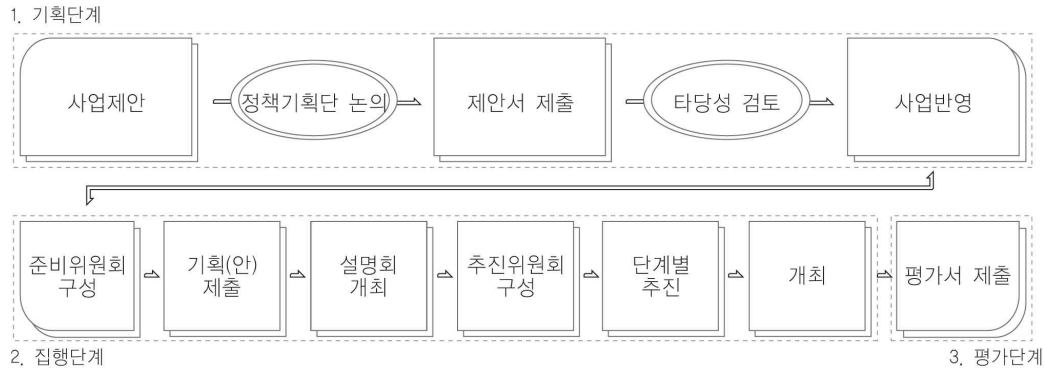 1. 기획단계
사업제안
정책기획단 논의
제안서 제출
타당성 검토
사업반영
준비위원회
구성
기획(안)
제출
설명회
개최
추진위원회
구성
단계별
추진
개최
평가서 제출
2. 집행단계
3. 평가단계